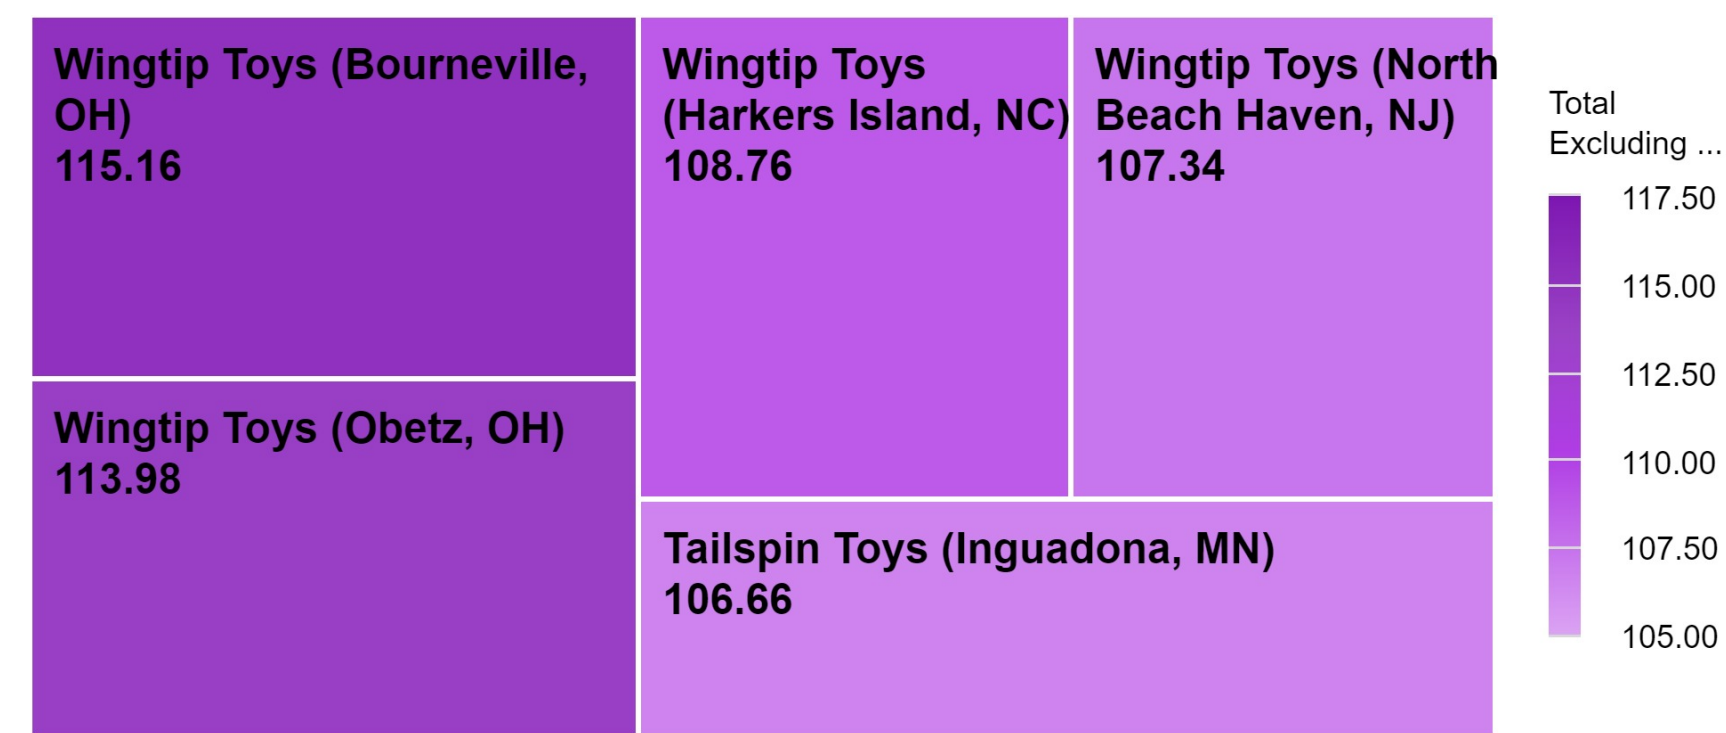 Wingtip Toys (Bourneville,
OH)
115.16
Wingtip Toys
(Harkers Island, NC)
108.76
Wingtip Toys (North
Beach Haven, NJ)
107.34
Wingtip Toys (Obetz, OH)
113.98
Tailspin Toys (Inguadona, MN)
106.66
Total
Excluding ...
117.50
115.00
112.50
110.00
107.50
105.00